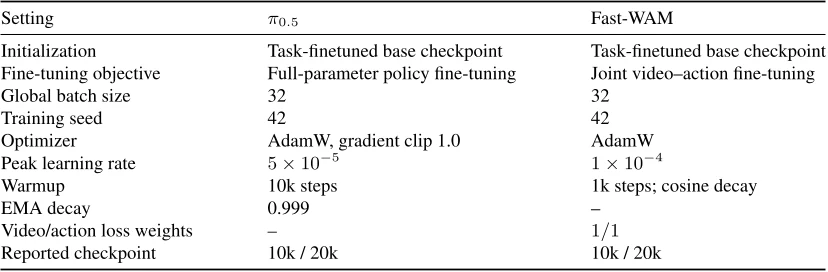 Setting π0.5 Fast-WAM
Initialization Task-finetuned base checkpoint Task-finetuned base checkpoint
Fine-tuning objective Full-parameter policy fine-tuning Joint video–action fine-tuning
Global batch size 32 32
Training seed 42 42
Optimizer AdamW, gradient clip 1.0 AdamW
Peak learning rate 5 × 10⁻⁵ 1 × 10⁻⁴
Warmup 10k steps 1k steps; cosine decay
EMA decay 0.999 –
Video/action loss weights – 1/1
Reported checkpoint 10k / 20k 10k / 20k